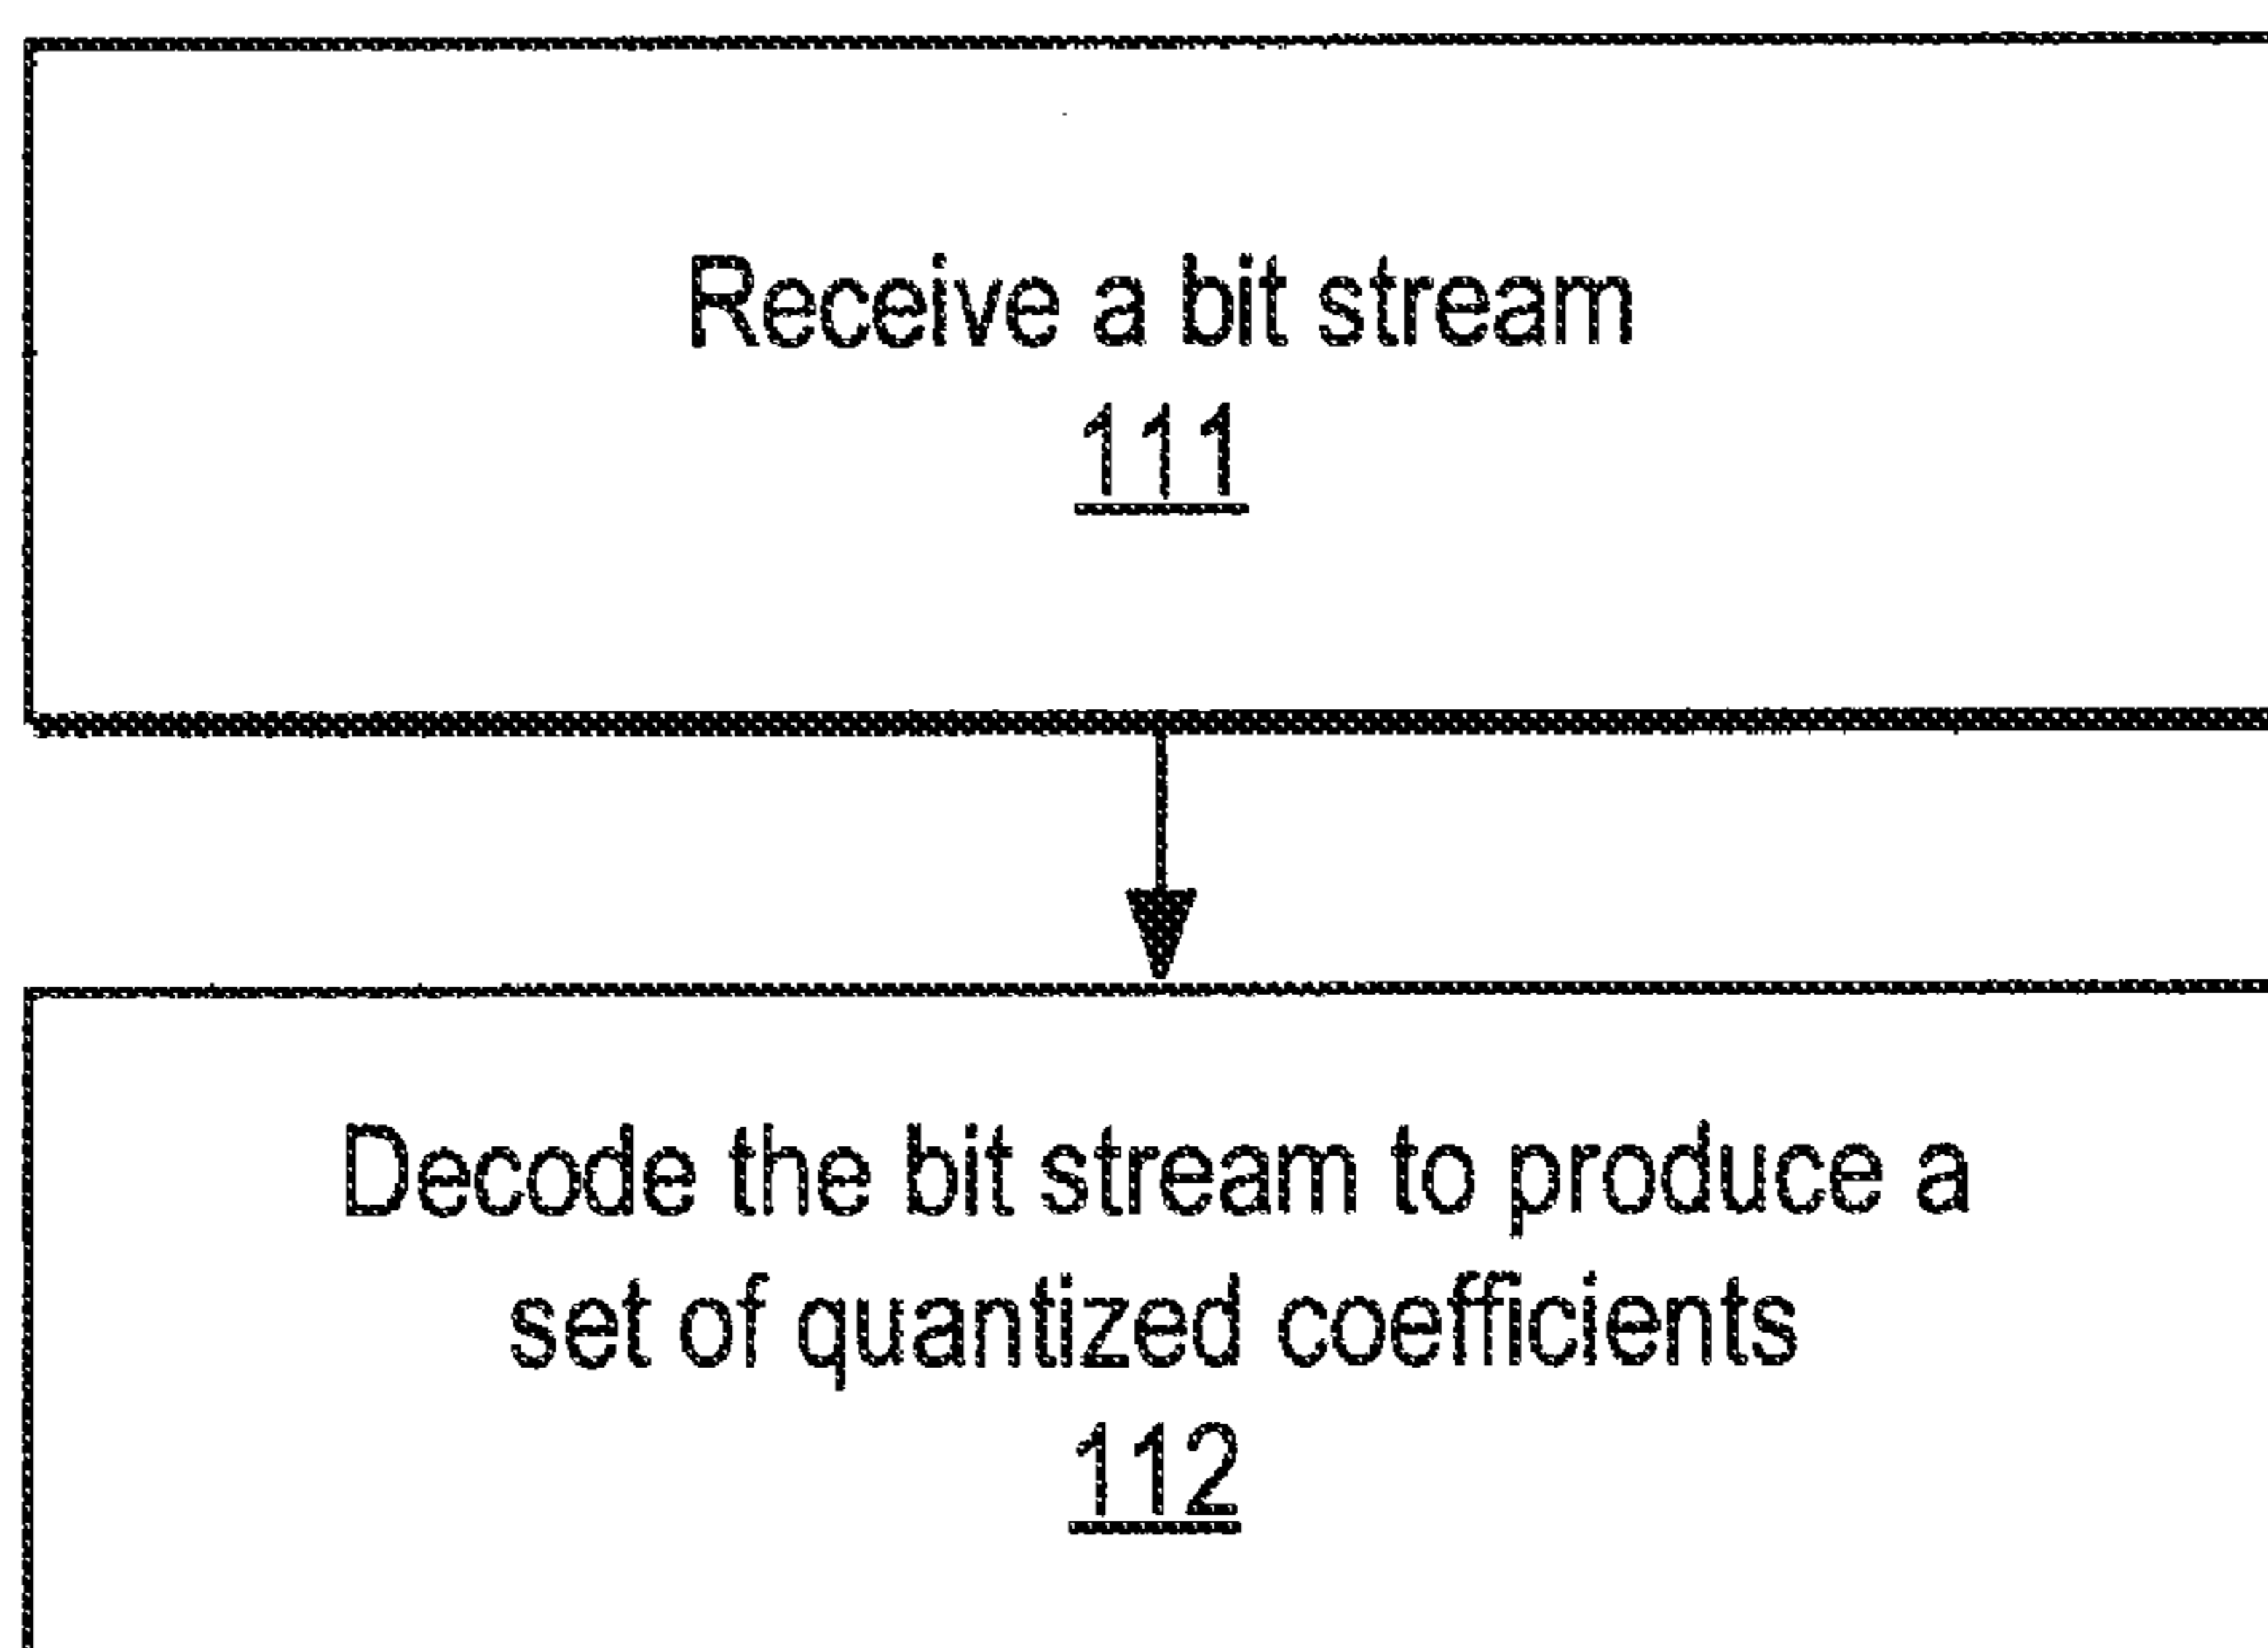 Receive a bit stream
111
Decode the bit stream to produce a
set of quantized coefficients
112